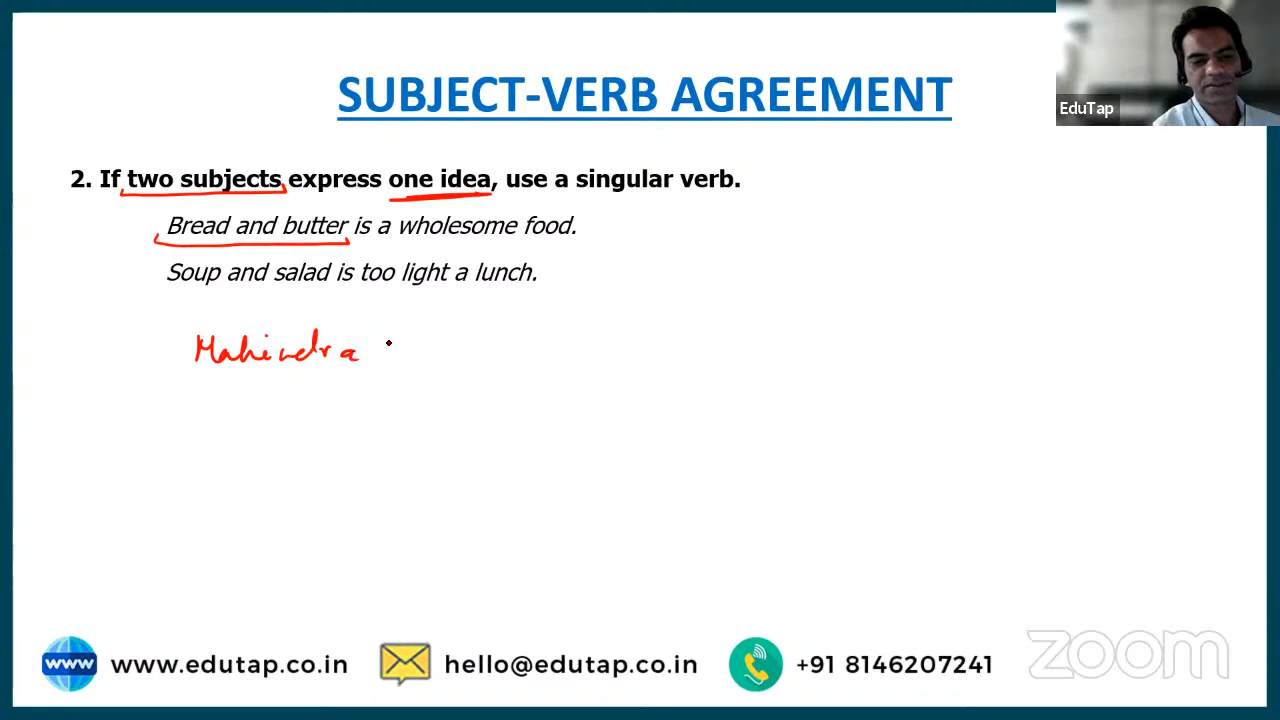 EduTap
SUBJECT-VERB AGREEMENT
2. If two subjects express one idea, use a singular verb.
Bread and butter is a wholesome food.
Soup and salad is too light a lunch.
Mahindra
www www.edutap.co.in hello@edutap.co.in +91 8146207241 zoom